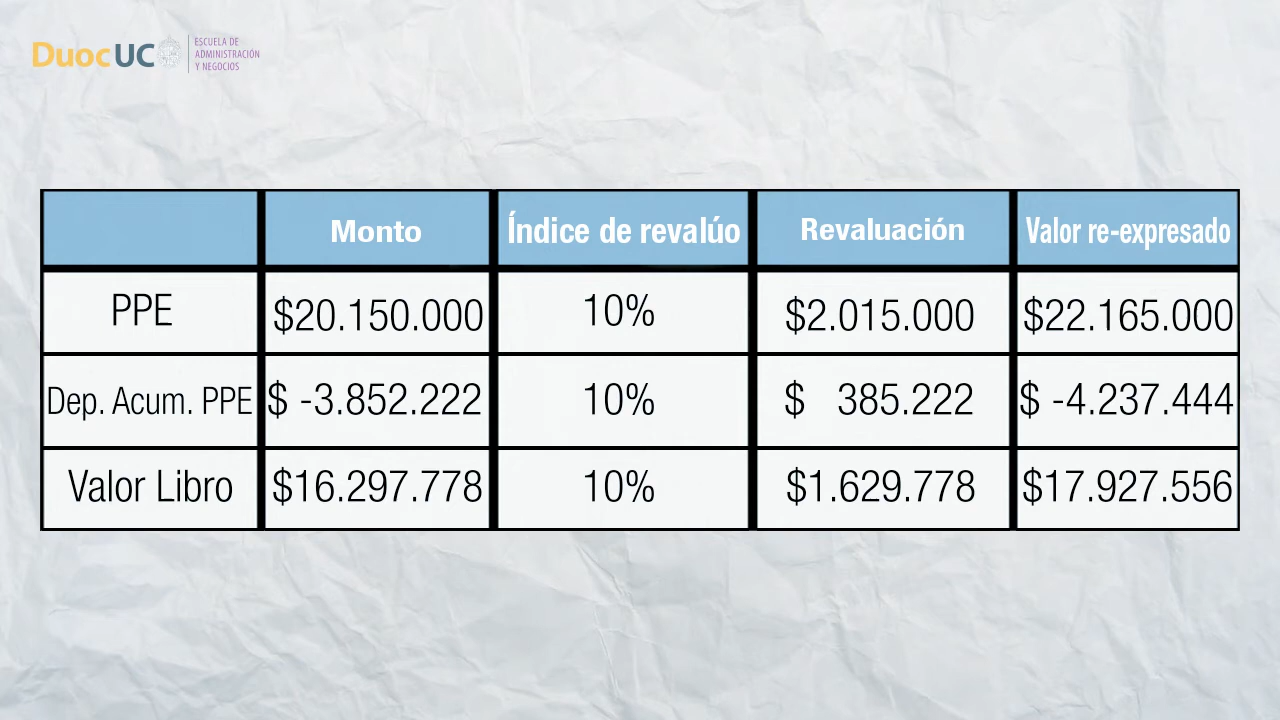 DuocUC
ESCUELA DE
ADMINISTRACIÓN
Y NEGOCIOS
Monto Índice de revalúo Revaluación Valor re-expresado
PPE $20.150.000 10% $2.015.000 $22.165.000
Dep. Acum. PPE $ -3.852.222 10% $ 385.222 $ -4.237.444
Valor Libro $16.297.778 10% $1.629.778 $17.927.556